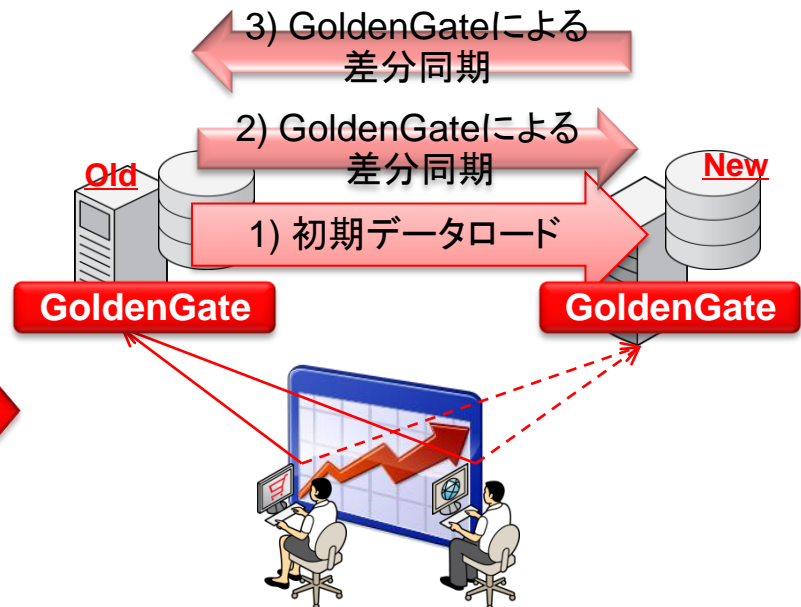 3) GoldenGateによる
差分同期
2) GoldenGateによる
差分同期
Old
New
1) 初期データロード
GoldenGate
GoldenGate